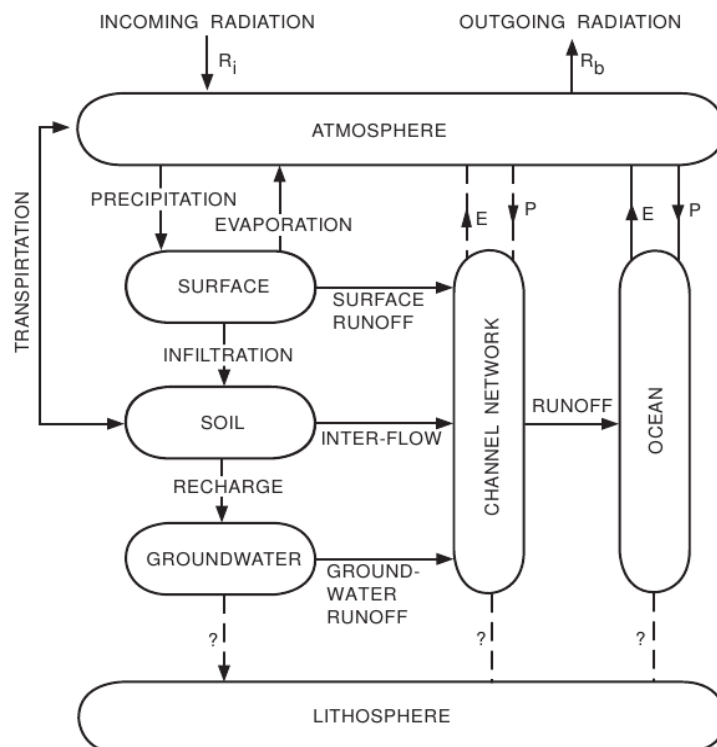 INCOMING RADIATION
OUTGOING RADIATION
Ri
Rb
ATMOSPHERE
PRECIPITATION
EVAPORATION
E
P
E
P
TRANSPIRTATION
SURFACE
SURFACE
RUNOFF
INFILTRATION
SOIL
INTER-FLOW
CHANNEL NETWORK
RUNOFF
OCEAN
RECHARGE
GROUNDWATER
GROUND-
WATER
RUNOFF
?
?
?
LITHOSPHERE